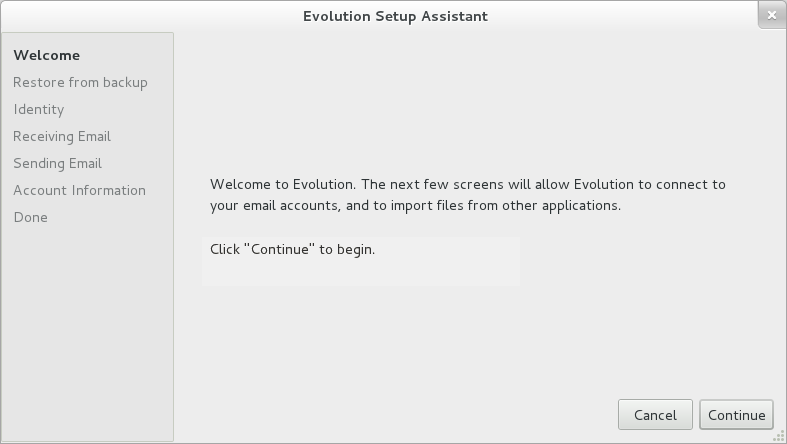 Evolution Setup Assistant
Welcome
Restore from backup
Identity
Receiving Email
Sending Email
Account Information
Done
Welcome to Evolution. The next few screens will allow Evolution to connect to
your email accounts, and to import files from other applications.
Click "Continue" to begin.
Cancel
Continue